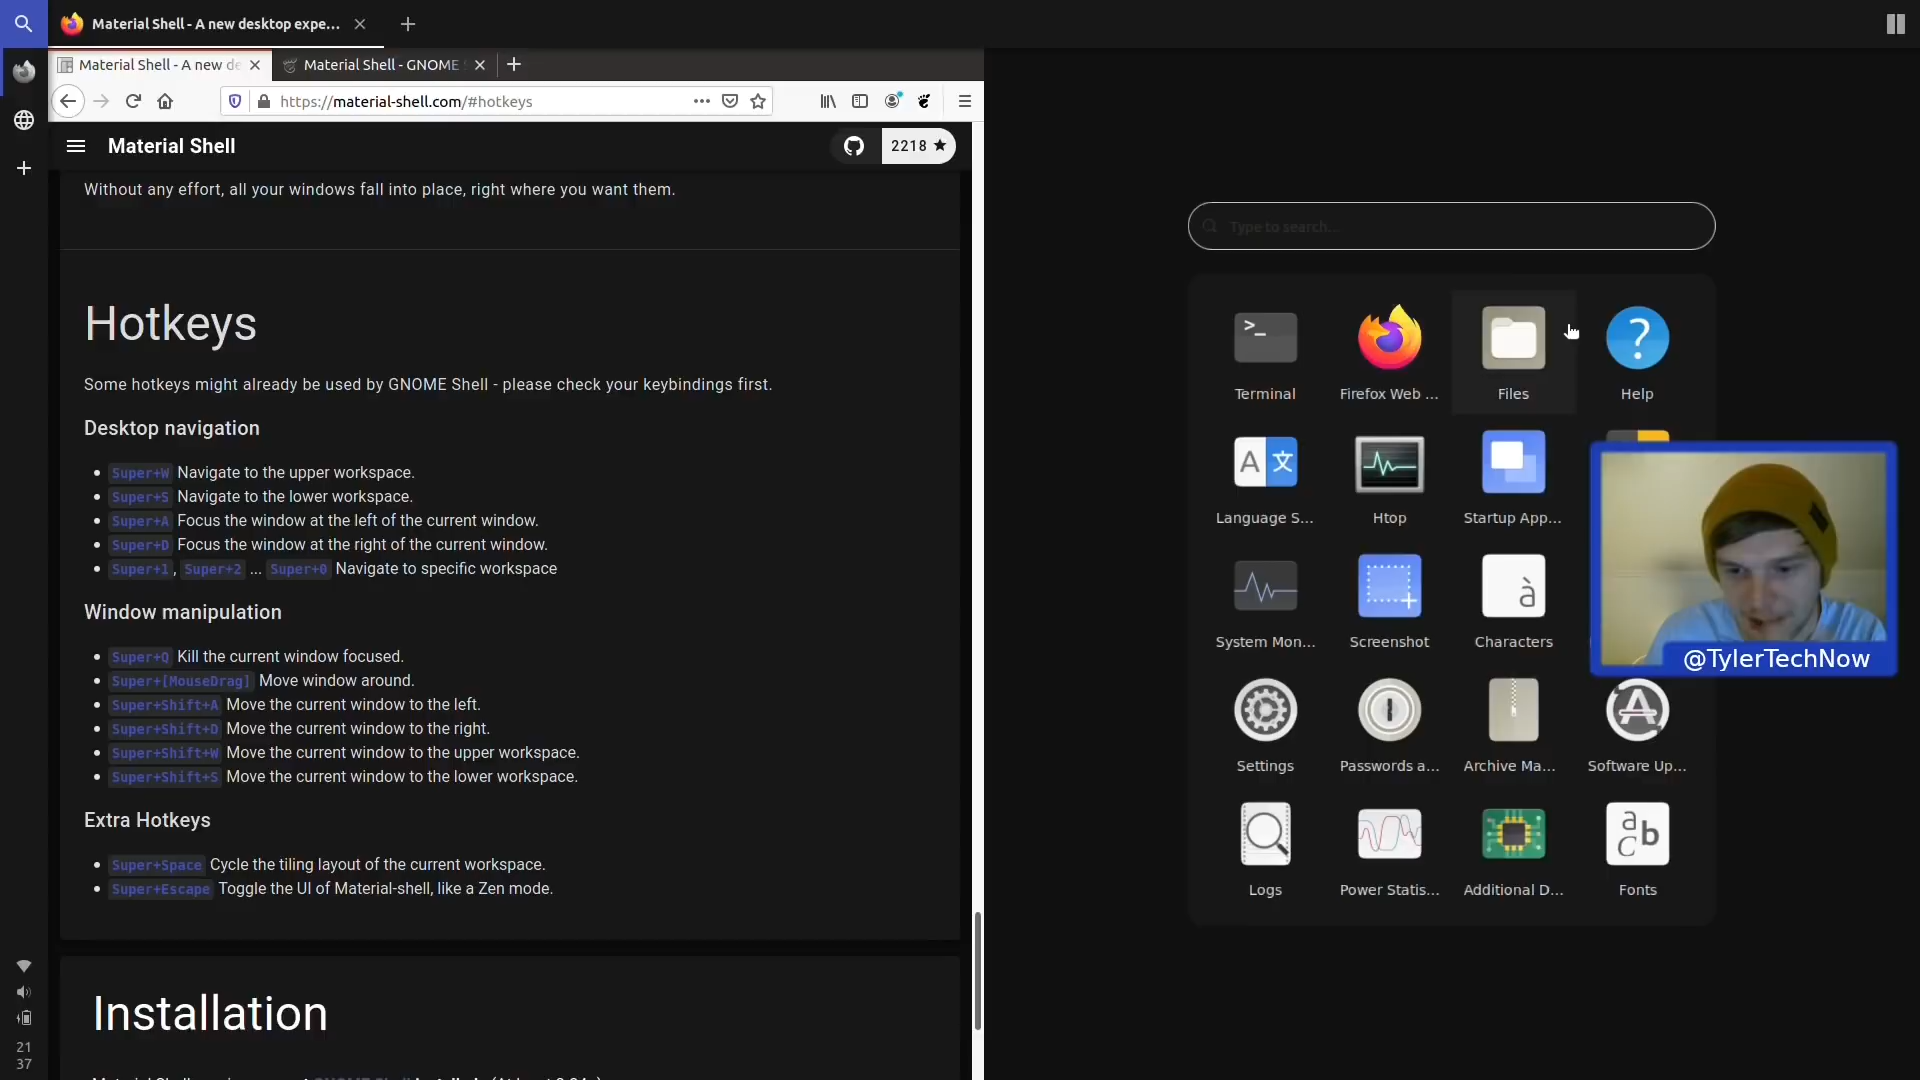 Material Shell - A new desktop expe...
Material Shell - A new de
Material Shell - GNOME
https://material-shell.com/#hotkeys
Material Shell
2218 ★
Without any effort, all your windows fall into place, right where you want them.
Hotkeys
Some hotkeys might already be used by GNOME Shell - please check your keybindings first.
Desktop navigation
Super+W Navigate to the upper workspace.
Super+S Navigate to the lower workspace.
Super+A Focus the window at the left of the current window.
Super+D Focus the window at the right of the current window.
Super+1, Super+2 ... Super+0 Navigate to specific workspace
Window manipulation
Super+Q Kill the current window focused.
Super+[MouseDrag] Move window around.
Super+Shift+A Move the current window to the left.
Super+Shift+D Move the current window to the right.
Super+Shift+W Move the current window to the upper workspace.
Super+Shift+S Move the current window to the lower workspace.
Extra Hotkeys
Super+Space Cycle the tiling layout of the current workspace.
Super+Escape Toggle the UI of Material-shell, like a Zen mode.
Installation
21
37
Type to search...
Terminal
Firefox Web ...
Files
Help
Language S...
Htop
Startup App...
System Mon...
Screenshot
Characters
@TylerTechNow
Settings
Passwords a...
Archive Ma...
Software Up...
Logs
Power Statis...
Additional D...
Fonts